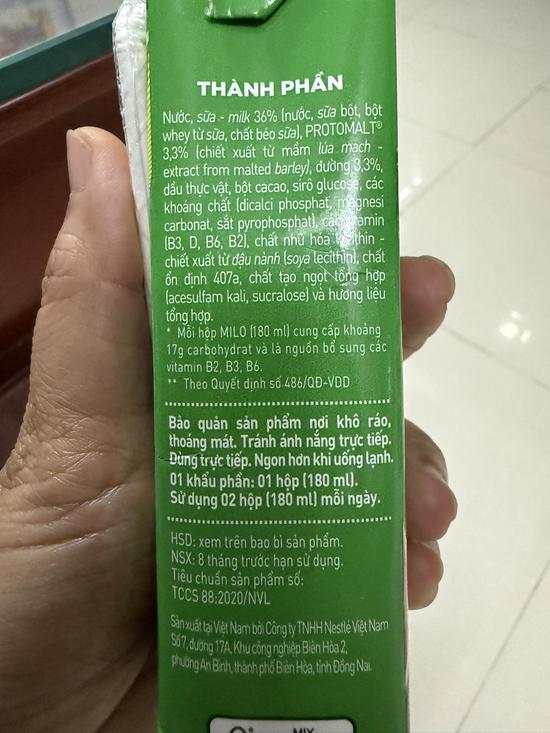 THÀNH PHẦN
Nước, sữa - milk 36% (nước, sữa bột, bột
whey từ sữa, chất béo sữa), PROTOMALT®
3,3% (chiết xuất từ mầm lúa mạch -
extract from malted barley), đường 3,3%,
dầu thực vật, bột cacao, sirô glucose, các
khoáng chất (dicalci phosphat, magnesi
carbonat, sắt pyrophosphat), các vitamin
(B3, D, B6, B2), chất nhũ hóa lecithin -
chiết xuất từ đậu nành (soya lecithin), chất
ổn định 407a, chất tạo ngọt tổng hợp
(acesulfam kali, sucralose) và hương liệu
tổng hợp.
* Mỗi hộp MILO (180 ml) cung cấp khoảng
17g carbohydrat và là nguồn bổ sung các
vitamin B2, B3, B6.
** Theo Quyết định số 486/QĐ-VDD
Bảo quản sản phẩm nơi khô ráo,
thoáng mát. Tránh ánh nắng trực tiếp.
Dùng trực tiếp. Ngon hơn khi uống lạnh.
01 khẩu phần: 01 hộp (180 ml).
Sử dụng 02 hộp (180 ml) mỗi ngày.
HSD: xem trên bao bì sản phẩm.
NSX: 8 tháng trước hạn sử dụng.
Tiêu chuẩn sản phẩm số:
TCCS 88:2020/NVL
Sản xuất tại Việt Nam bởi Công ty TNHH Nestlé Việt Nam
Số 7, đường 17A, Khu công nghiệp Biên Hòa 2,
phường An Bình, thành phố Biên Hòa, tỉnh Đồng Nai.
MIX